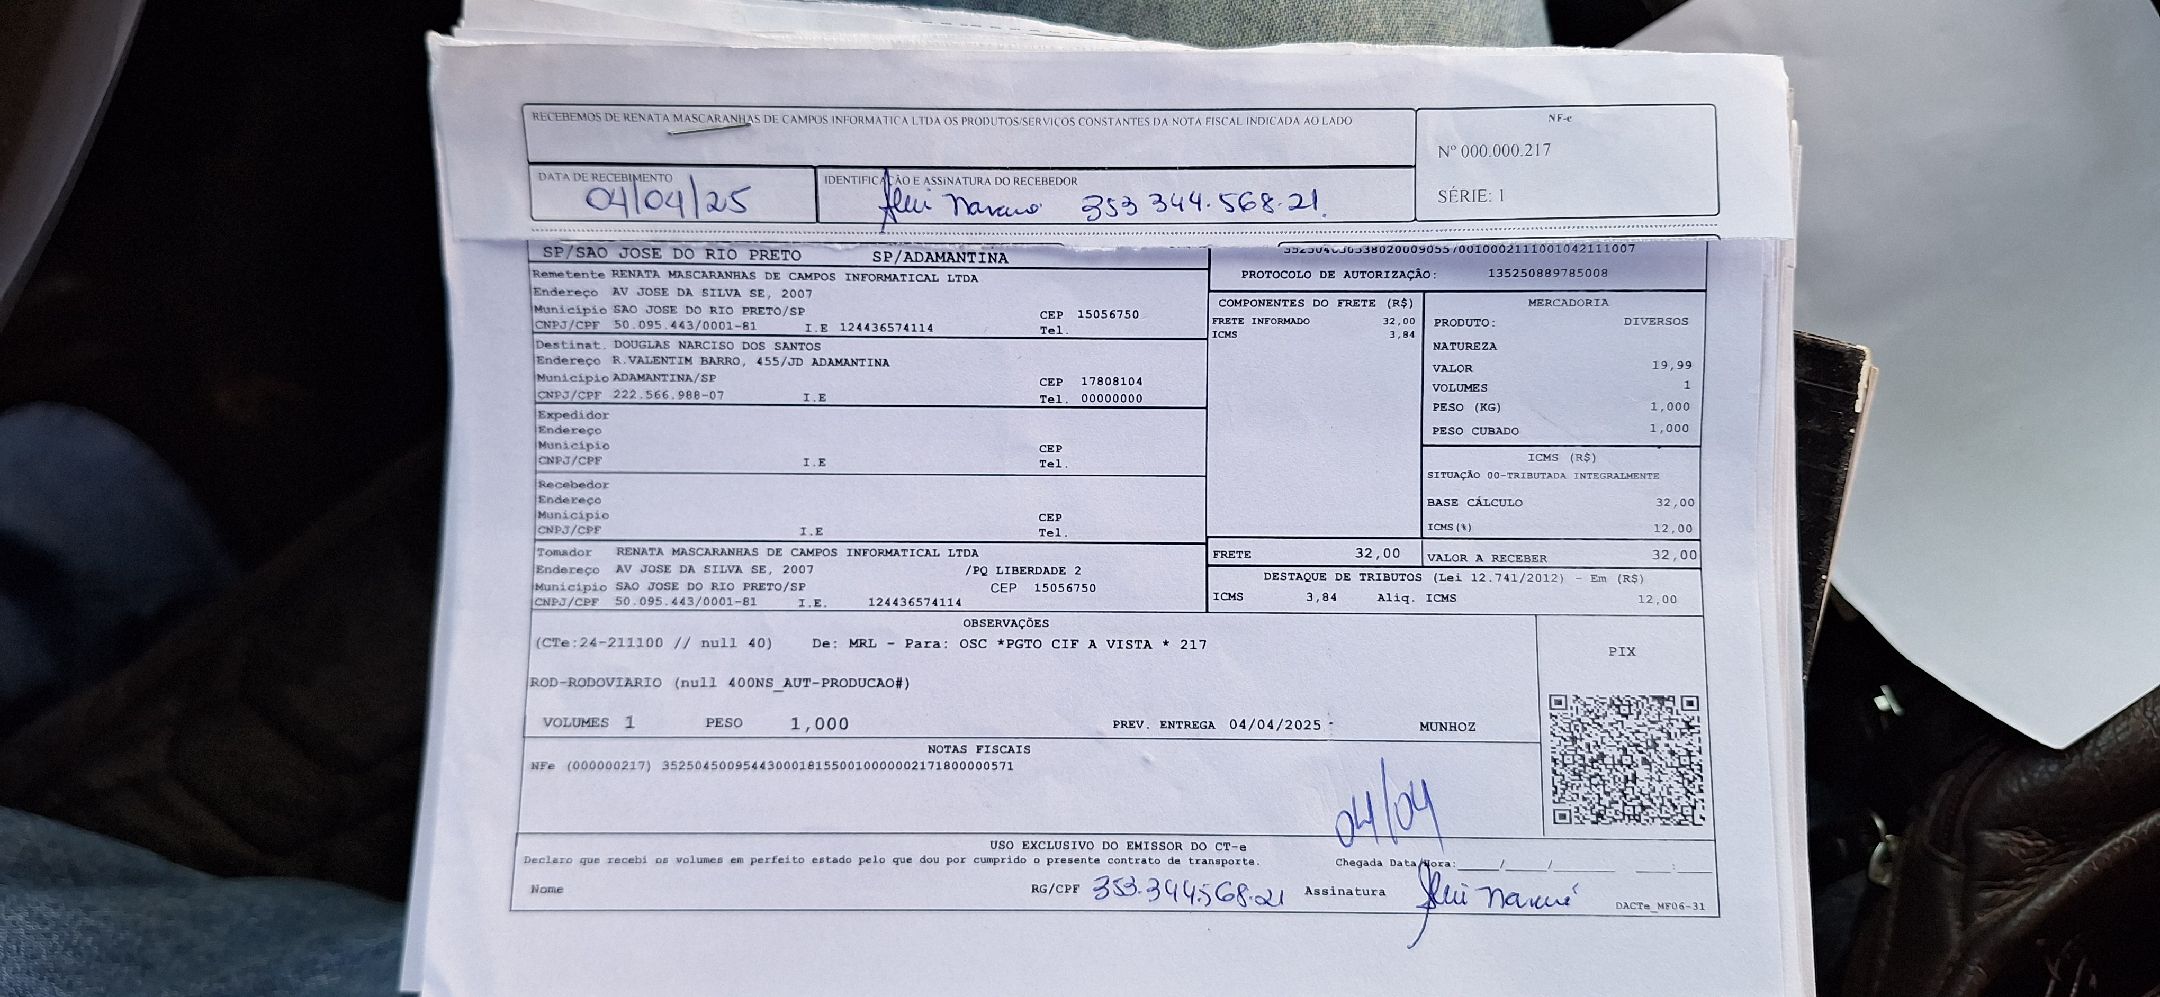 RECEBEMOS DE RENATA MASCARANHAS DE CAMPOS INFORMATICA LTDA OS PRODUTOS/SERVIÇOS CONSTANTES DA NOTA FISCAL INDICADA AO LADO
NF-e
Nº 000.000.217
SÉRIE: 1
DATA DE RECEBIMENTO
04/04/25
IDENTIFICAÇÃO E ASSINATURA DO RECEBEDOR
353 344.568.21.
SP/SAO JOSE DO RIO PRETO SP/ADAMANTINA
Remetente RENATA MASCARANHAS DE CAMPOS INFORMATICAL LTDA
Endereço AV JOSE DA SILVA SE, 2007
Município SAO JOSE DO RIO PRETO/SP CEP 15056750
CNPJ/CPF 50.095.443/0001-81 I.E 124436574114 Tel.
Destinat. DOUGLAS NARCISO DOS SANTOS
Endereço R.VALENTIM BARRO, 455/JD ADAMANTINA
Município ADAMANTINA/SP CEP 17808104
CNPJ/CPF 222.566.988-07 I.E Tel. 00000000
Expedidor
Endereço
Município CEP
CNPJ/CPF I.E Tel.
Recebedor
Endereço
Município CEP
CNPJ/CPF I.E Tel.
Tomador RENATA MASCARANHAS DE CAMPOS INFORMATICAL LTDA
Endereço AV JOSE DA SILVA SE, 2007 /PQ LIBERDADE 2
Município SAO JOSE DO RIO PRETO/SP CEP 15056750
CNPJ/CPF 50.095.443/0001-81 I.E. 124436574114
PROTOCOLO DE AUTORIZAÇÃO: 135250889785008
COMPONENTES DO FRETE (R$)
FRETE INFORMADO 32,00
ICMS 3,84
MERCADORIA
PRODUTO: DIVERSOS
NATUREZA
VALOR 19,99
VOLUMES 1
PESO (KG) 1,000
PESO CUBADO 1,000
ICMS (R$)
SITUAÇÃO 00-TRIBUTADA INTEGRALMENTE
BASE CÁLCULO 32,00
ICMS(%) 12,00
FRETE 32,00 VALOR A RECEBER 32,00
DESTAQUE DE TRIBUTOS (Lei 12.741/2012) - Em (R$)
ICMS 3,84 Aliq. ICMS 12,00
OBSERVAÇÕES
(CTe:24-211100 // null 40) De: MRL - Para: OSC *PGTO CIF A VISTA * 217
ROD-RODOVIARIO (null 400NS_AUT-PRODUCAO#)
VOLUMES 1 PESO 1,000 PREV. ENTREGA 04/04/2025 - MUNHOZ
PIX
NOTAS FISCAIS
NFe (000000217) 35250450095443000181550010000002171800000571
04/04
USO EXCLUSIVO DO EMISSOR DO CT-e
Declaro que recebi os volumes em perfeito estado pelo que dou por cumprido o presente contrato de transporte. Chegada Data/Hora: ___/___/______ ___:___
Nome RG/CPF 353.344.568.21 Assinatura
DACTe_MF06-31